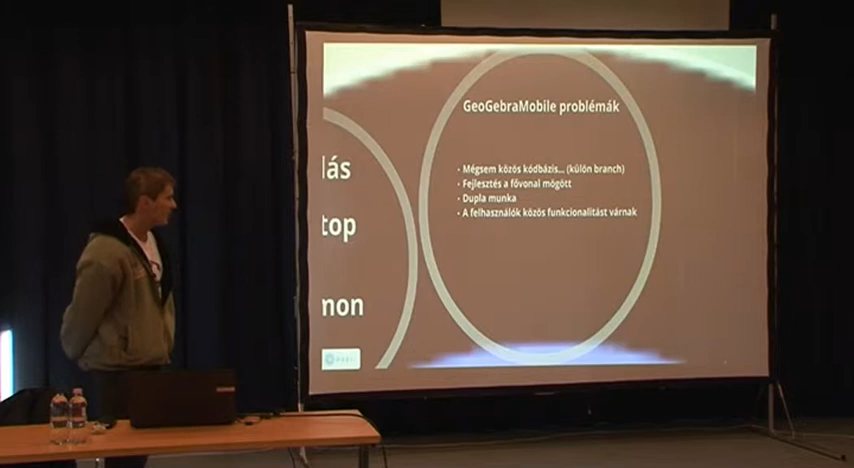 GeoGebraMobile problémák
- Mégsem közös kódbázis... (külön branch)
- Fejlesztés a fővonal mögött
- Dupla munka
- A felhasználók közös funkcionalitást várnak
lás
top
non
PREZI